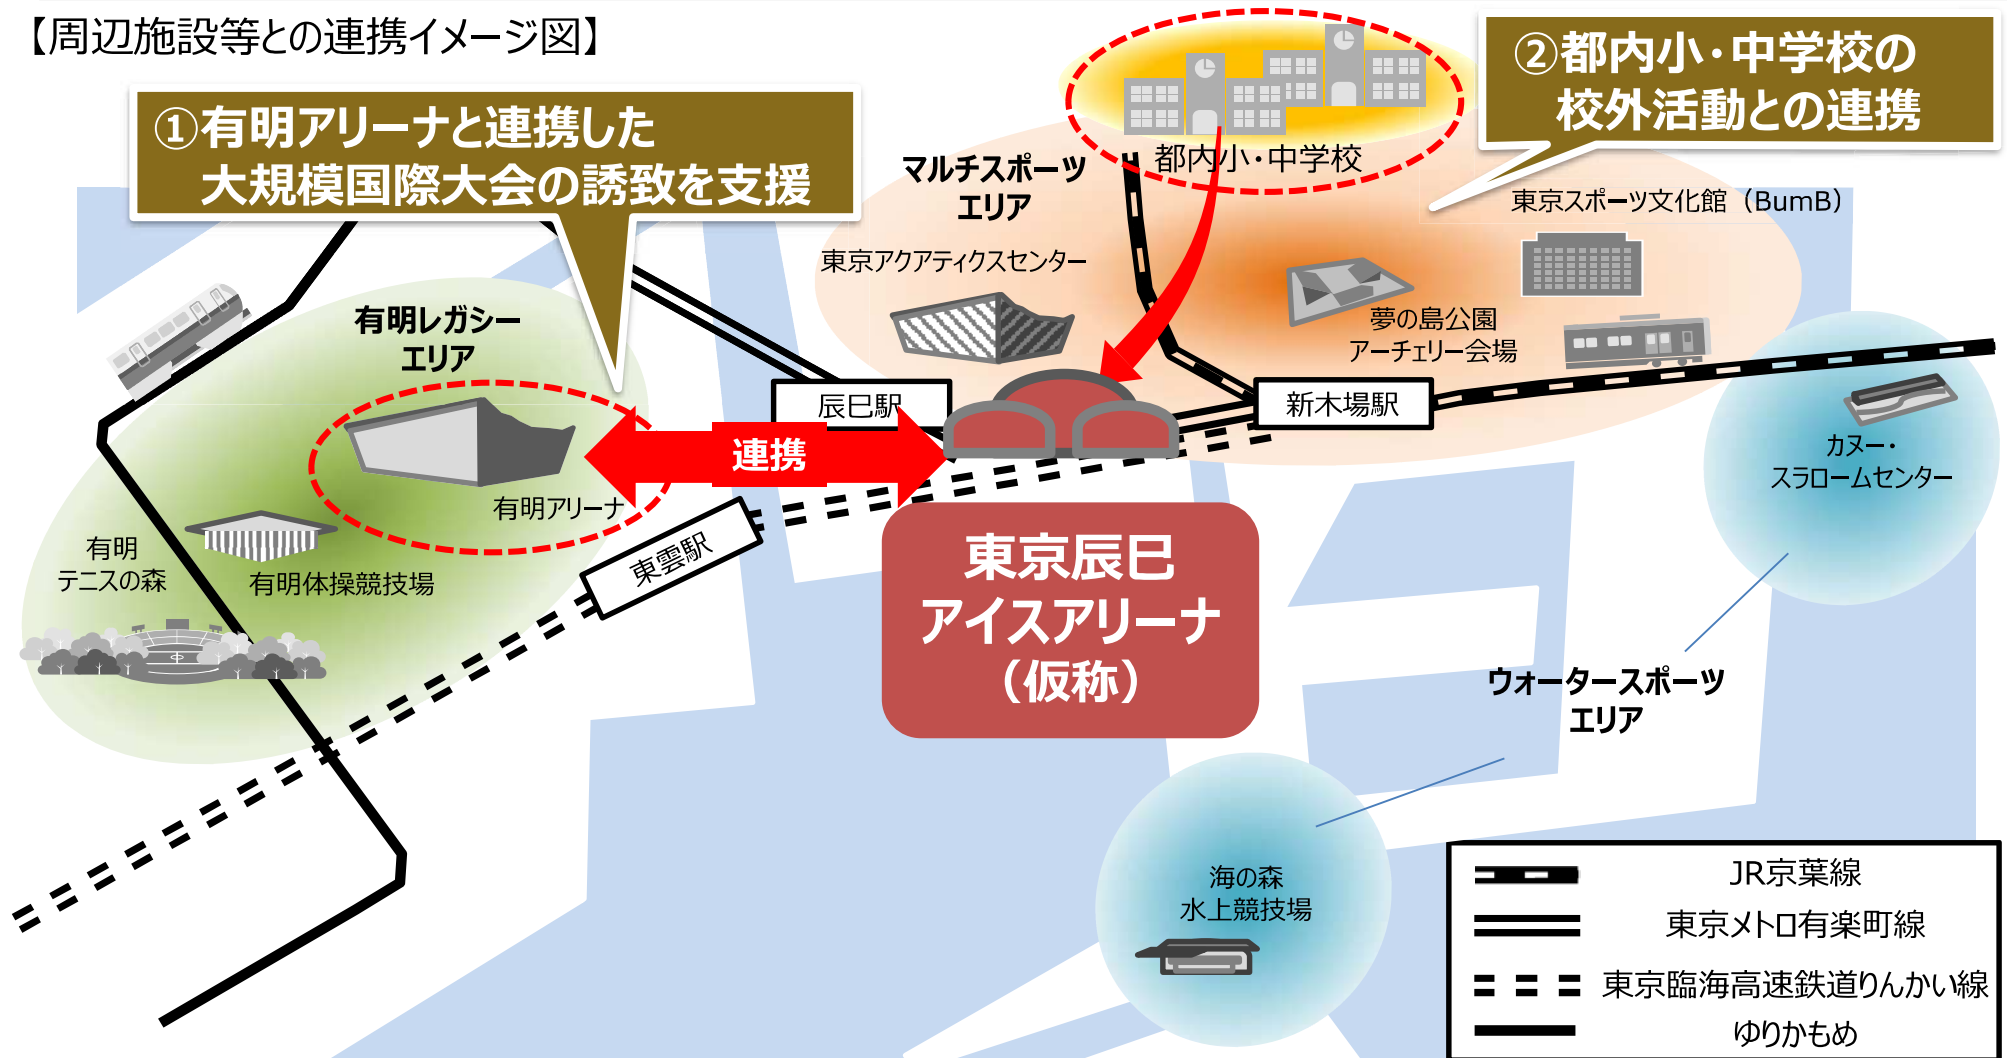 【周辺施設等との連携イメージ図】
①有明アリーナと連携した
大規模国際大会の誘致を支援
②都内小・中学校の
校外活動との連携
都内小・中学校
マルチスポーツ
エリア
東京スポーツ文化館（BumB）
東京アクアティクスセンター
夢の島公園
アーチェリー会場
有明レガシー
エリア
辰巳駅
新木場駅
連携
カヌー・
スラロームセンター
有明アリーナ
有明
テニスの森
有明体操競技場
東雲駅
東京辰巳
アイスアリーナ
（仮称）
ウォータースポーツ
エリア
海の森
水上競技場
JR京葉線
東京メトロ有楽町線
東京臨海高速鉄道りんかい線
ゆりかもめ